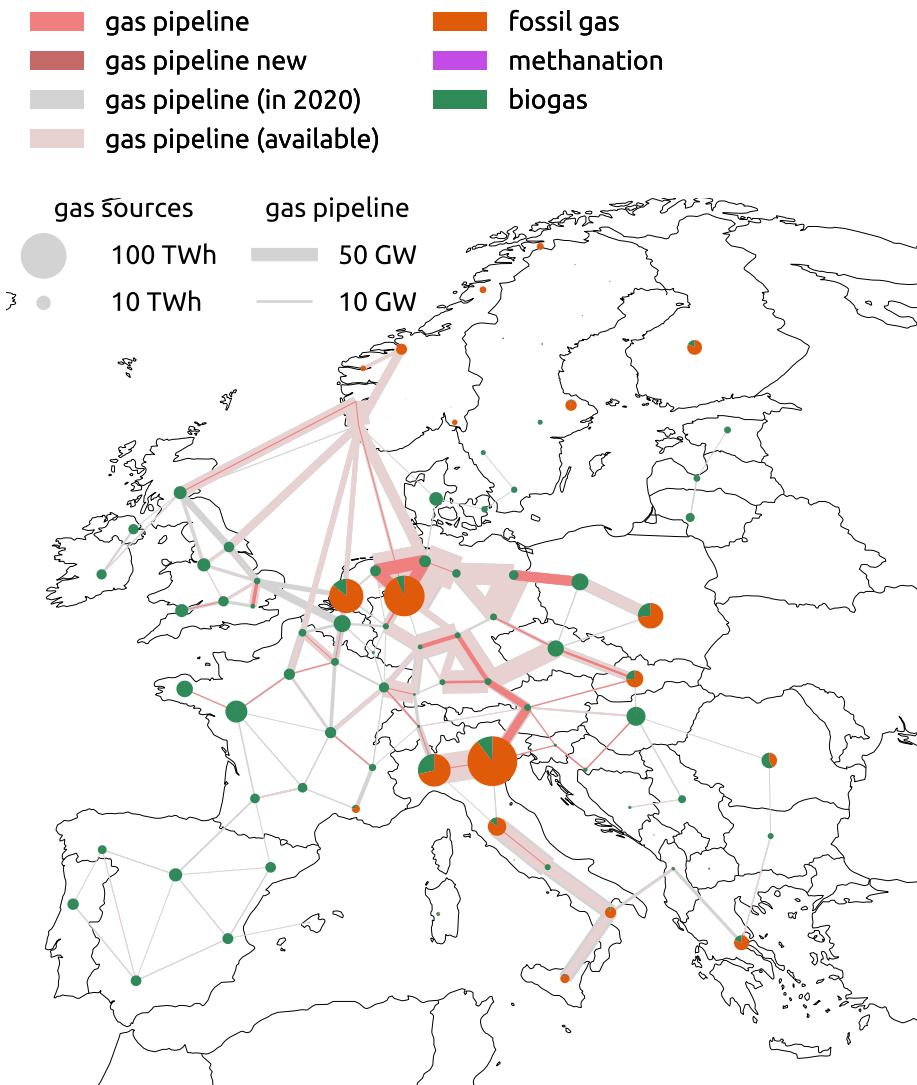 gas pipeline
gas pipeline new
gas pipeline (in 2020)
gas pipeline (available)
fossil gas
methanation
biogas
gas sources
100 TWh
10 TWh
gas pipeline
50 GW
10 GW